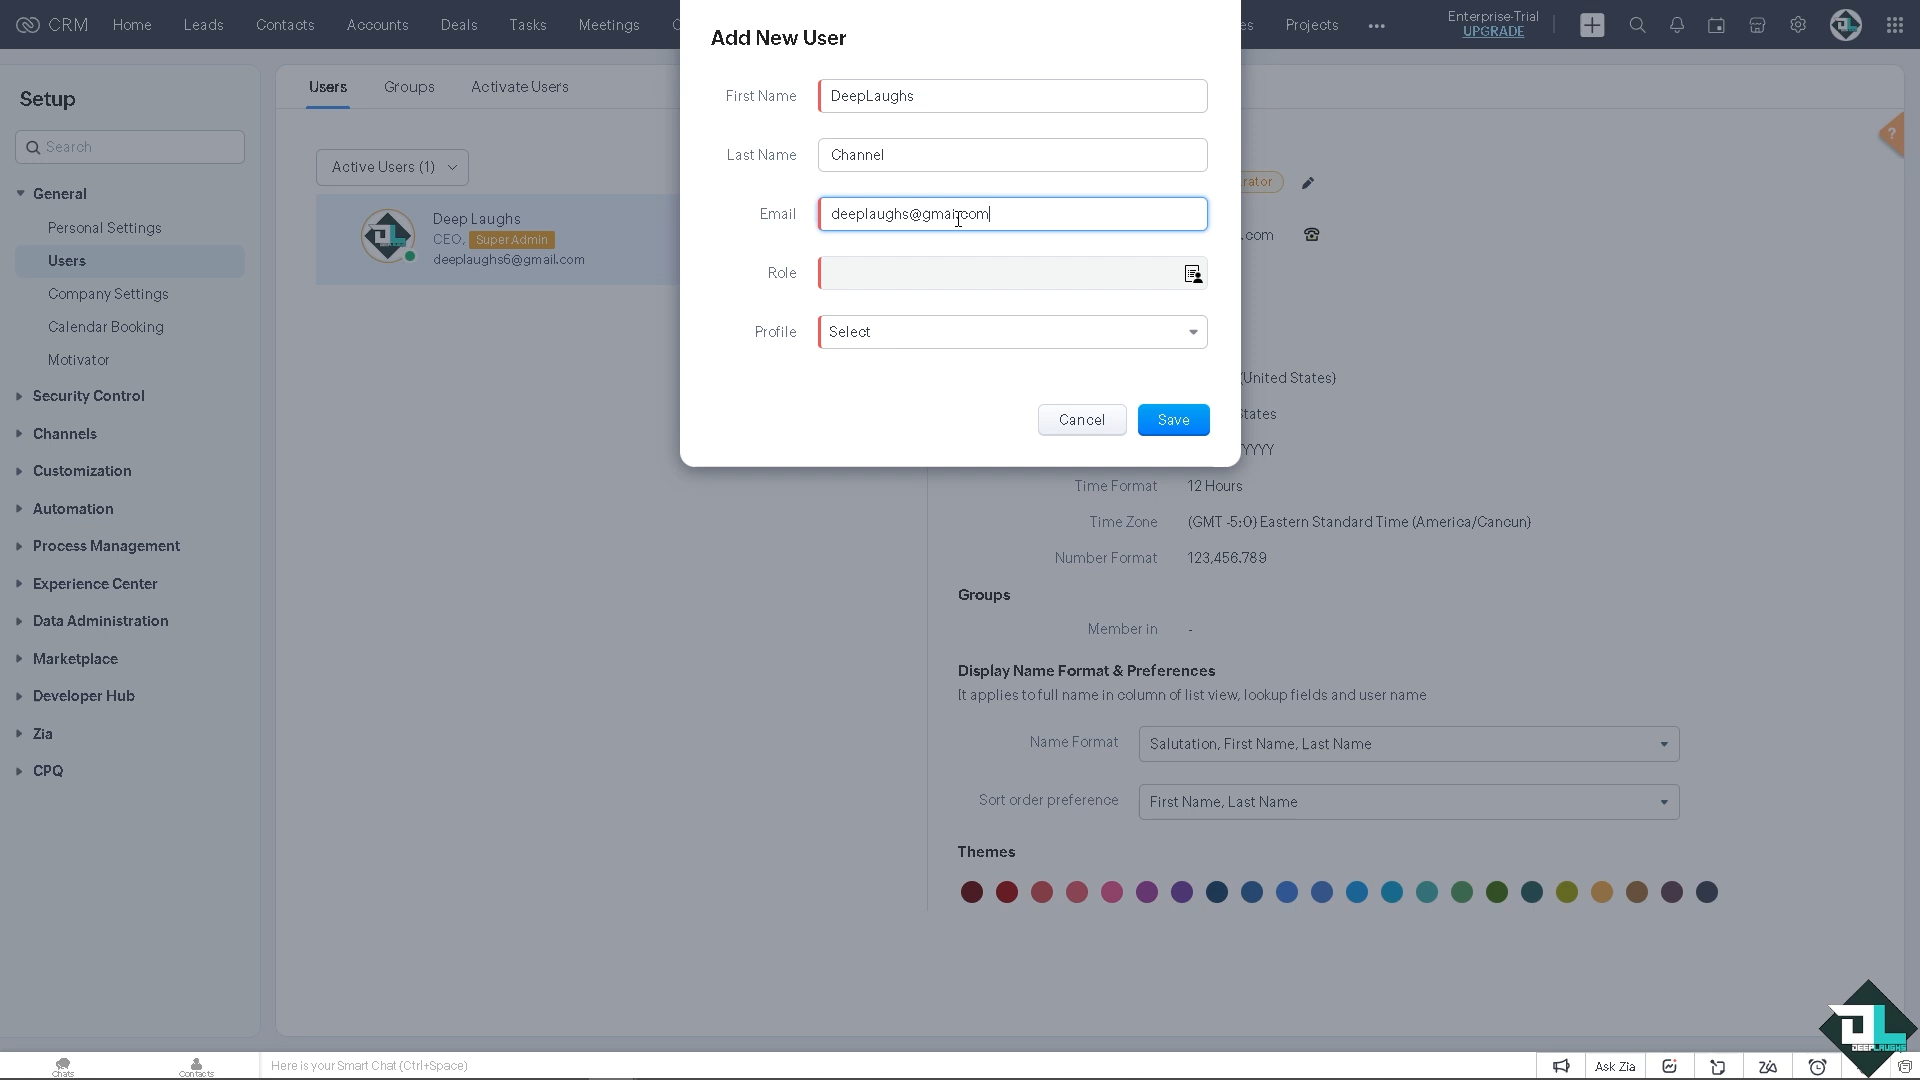 CRM Home Leads Contacts Accounts Deals Tasks Meetings Projects ••• Enterprise-Trial
UPGRADE
Add New User
First Name DeepLaughs
Last Name Channel
Email
Role
Profile Select
Cancel Save
Setup
Search
General
Personal Settings
Users
Company Settings
Calendar Booking
Motivator
Security Control
Channels
Customization
Automation
Process Management
Experience Center
Data Administration
Marketplace
Developer Hub
Zia
CPQ
Users Groups Activate Users
Active Users (1)
Deep Laughs
CEO, Super Admin
deeplaughs6@gmail.com
?
rator
.com
(United States)
States
YYYY
Time Format 12 Hours
Time Zone (GMT -5:0) Eastern Standard Time (America/Cancun)
Number Format 123,456.789
Groups
Member in -
Display Name Format & Preferences
It applies to full name in column of list view, lookup fields and user name
Name Format Salutation, First Name, Last Name
Sort order preference First Name, Last Name
Themes
DL
DEEPLAUGHS
Chats Contacts Here is your Smart Chat (Ctrl+Space) Ask Zia